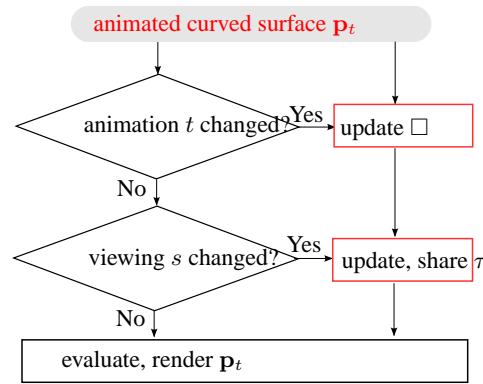 animated curved surface p_t
animation t changed?
Yes
update □
No
viewing s changed?
Yes
update, share τ
No
evaluate, render p_t